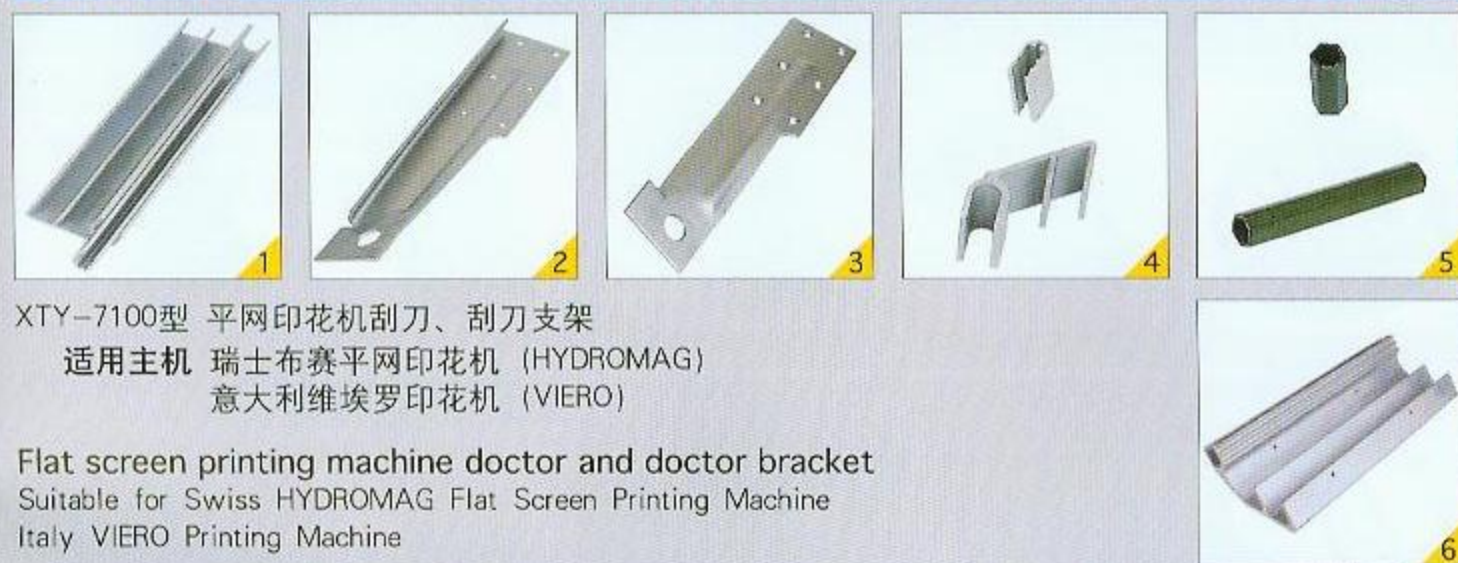 1
2
3
4
5
XTY-7100型 平网印花机刮刀、刮刀支架
适用主机 瑞士布赛平网印花机 (HYDROMAG)
意大利维埃罗印花机 (VIERO)
Flat screen printing machine doctor and doctor bracket
Suitable for Swiss HYDROMAG Flat Screen Printing Machine
Italy VIERO Printing Machine
6